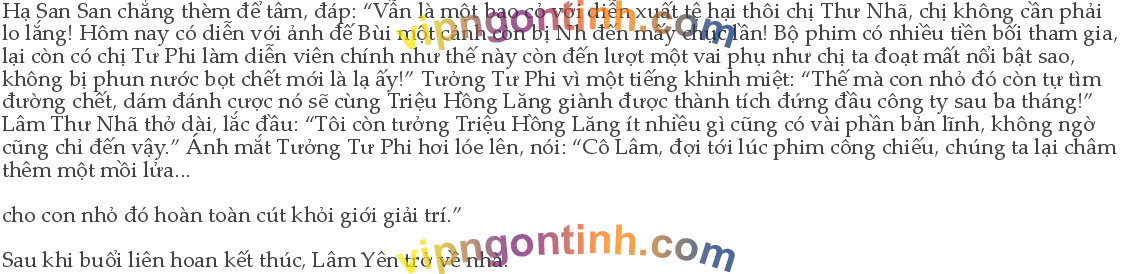 Hạ San San chẳng thèm để tâm, đáp: “Vẫn là một bao cỏ với diễn xuất tệ hại thôi chị Thư Nhã, chị không cần phải
lo lắng! Hôm nay có diễn với ảnh đế Bùi một cảnh còn bị NG đến mấy chục lần! Bộ phim có nhiều tiền bối tham gia,
lại còn có chị Tư Phi làm diễn viên chính như thế này còn đến lượt một vai phụ như chị ta đoạt mất nổi bật sao,
không bị phun nước bọt chết mới là lạ ấy!” Tưởng Tư Phi vì một tiếng khinh miệt: “Thế mà con nhỏ đó còn tự tìm
đường chết, dám đánh cược nó sẽ cùng Triệu Hồng Lăng giành được thành tích đứng đầu công ty sau ba tháng!”
Lâm Thư Nhã thở dài, lắc đầu: “Tôi còn tưởng Triệu Hồng Lăng ít nhiều gì cũng có vài phần bản lĩnh, không ngờ
cũng chỉ đến vậy.” Ánh mắt Tưởng Tư Phi hơi lóe lên, nói: “Cô Lâm, đợi tới lúc phim công chiếu, chúng ta lại châm
thêm một mồi lửa...
cho con nhỏ đó hoàn toàn cút khỏi giới giải trí.”
Sau khi buổi liên hoan kết thúc, Lâm Yên trở về nhà.
vipngontinh.com
vipngontinh.com